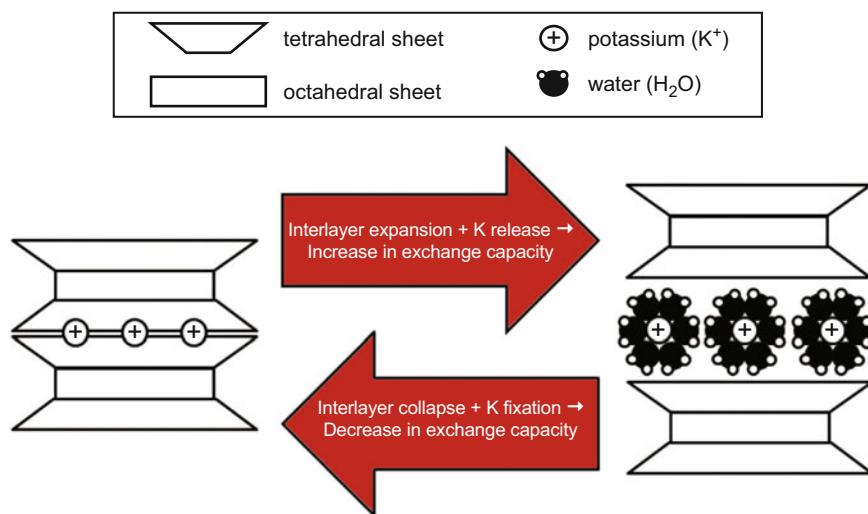 tetrahedral sheet
potassium (K⁺)
octahedral sheet
water (H₂O)
Interlayer expansion + K release →
Increase in exchange capacity
Interlayer collapse + K fixation →
Decrease in exchange capacity